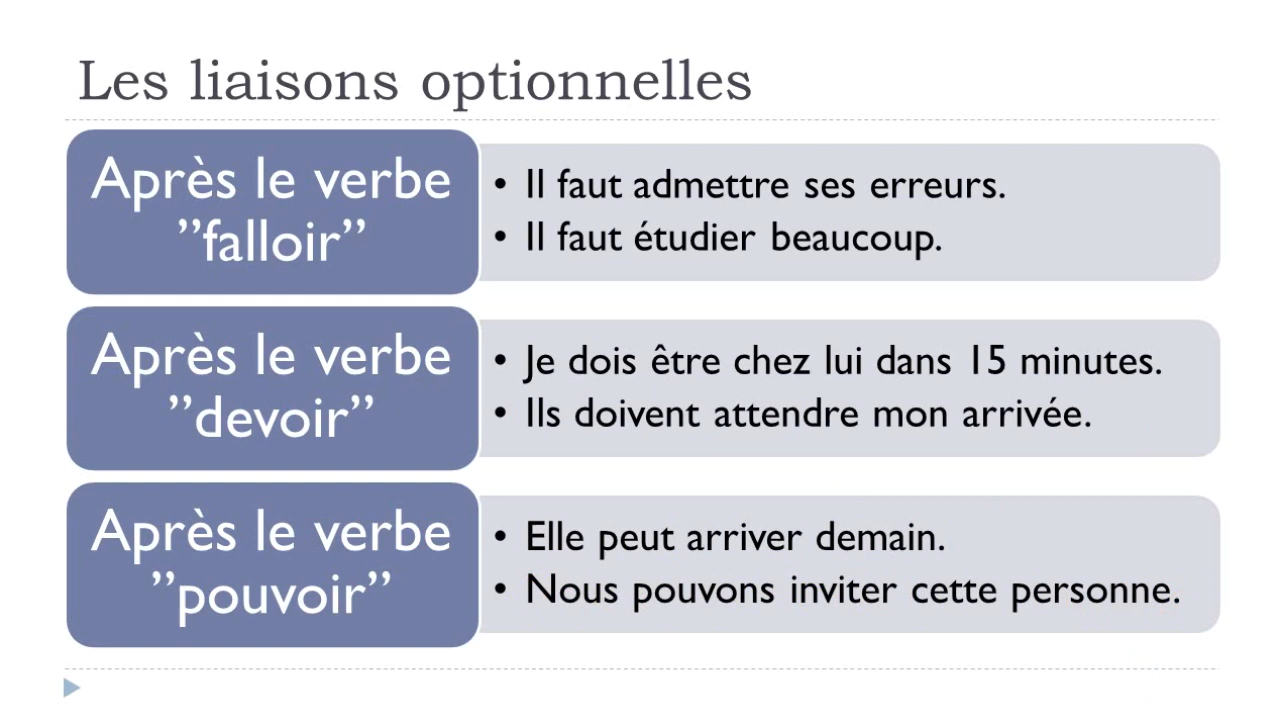 Les liaisons optionnelles
Après le verbe
”falloir”
• Il faut admettre ses erreurs.
• Il faut étudier beaucoup.
Après le verbe
”devoir”
• Je dois être chez lui dans 15 minutes.
• Ils doivent attendre mon arrivée.
Après le verbe
”pouvoir”
• Elle peut arriver demain.
• Nous pouvons inviter cette personne.